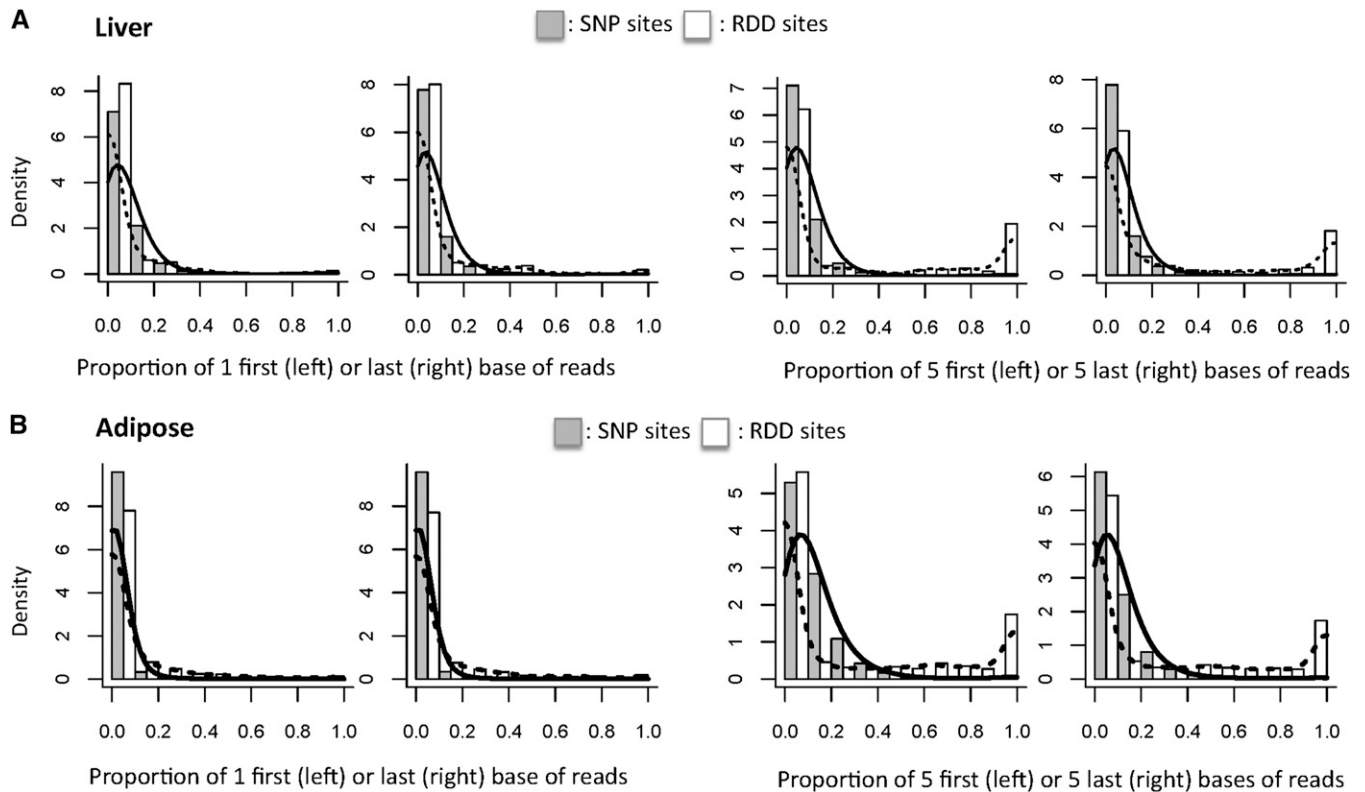 A
Liver
: SNP sites : RDD sites
Density
0 2 4 6 8
0.0 0.2 0.4 0.6 0.8 1.0
0 2 4 6 8
0.0 0.2 0.4 0.6 0.8 1.0
Proportion of 1 first (left) or last (right) base of reads
0 1 2 3 4 5 6 7
0.0 0.2 0.4 0.6 0.8 1.0
0 2 4 6 8
0.0 0.2 0.4 0.6 0.8 1.0
Proportion of 5 first (left) or 5 last (right) bases of reads
B
Adipose
: SNP sites : RDD sites
Density
0 2 4 6 8
0.0 0.2 0.4 0.6 0.8 1.0
0 2 4 6 8
0.0 0.2 0.4 0.6 0.8 1.0
Proportion of 1 first (left) or last (right) base of reads
0 1 2 3 4 5
0.0 0.2 0.4 0.6 0.8 1.0
0 1 2 3 4 5 6
0.0 0.2 0.4 0.6 0.8 1.0
Proportion of 5 first (left) or 5 last (right) bases of reads